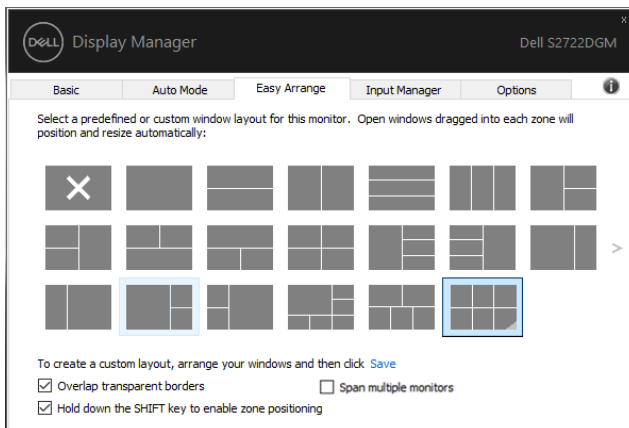 x
DELL Display Manager Dell S2722DGM
Basic Auto Mode Easy Arrange Input Manager Options i
Select a predefined or custom window layout for this monitor. Open windows dragged into each zone will
position and resize automatically:
>
To create a custom layout, arrange your windows and then click Save
Overlap transparent borders Span multiple monitors
Hold down the SHIFT key to enable zone positioning